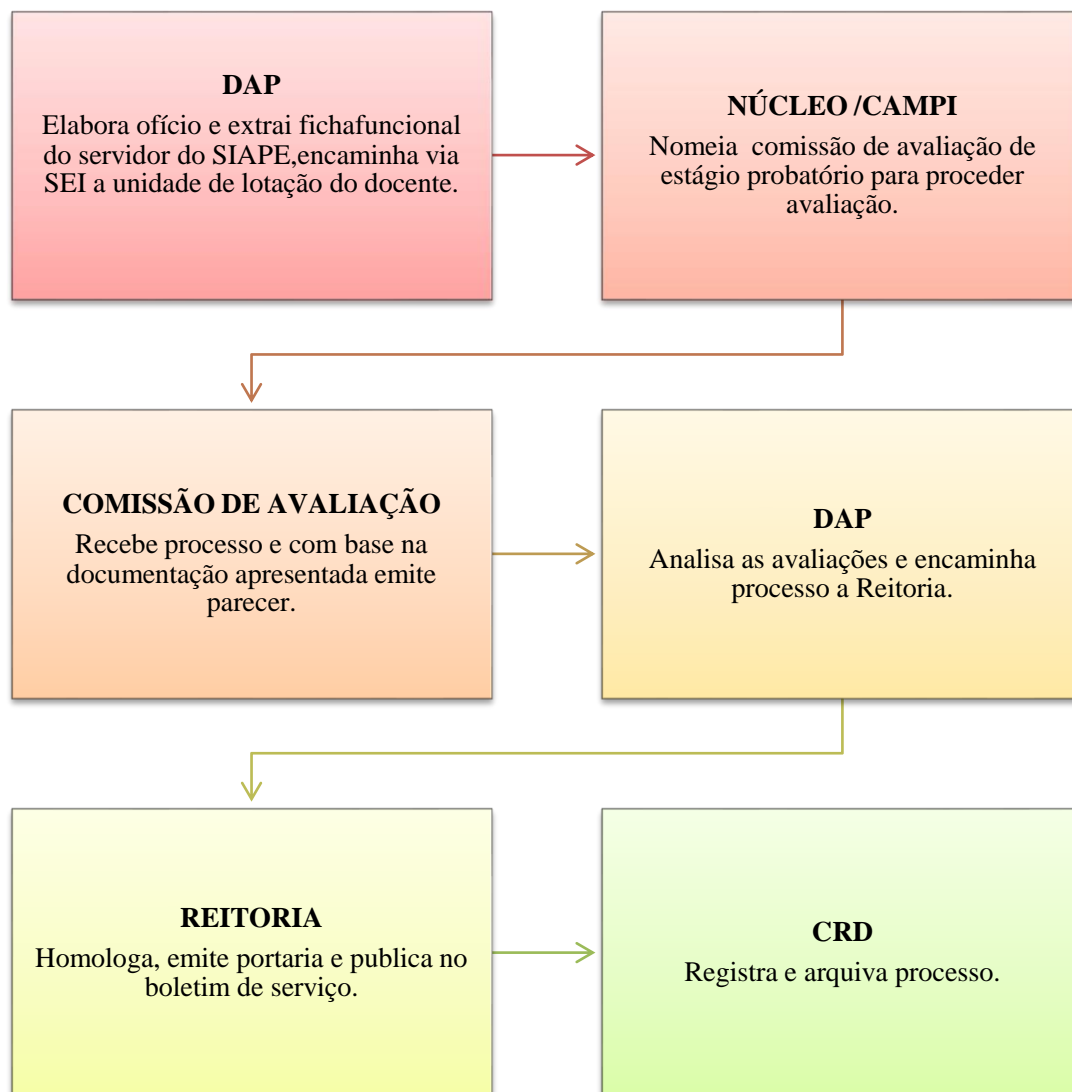 DAP
Elabora ofício e extrai fichafuncional
do servidor do SIAPE,encaminha via
SEI a unidade de lotação do docente.
NÚCLEO /CAMPI
Nomeia comissão de avaliação de
estágio probatório para proceder
avaliação.
COMISSÃO DE AVALIAÇÃO
Recebe processo e com base na
documentação apresentada emite
parecer.
DAP
Analisa as avaliações e encaminha
processo a Reitoria.
REITORIA
Homologa, emite portaria e publica no
boletim de serviço.
CRD
Registra e arquiva processo.